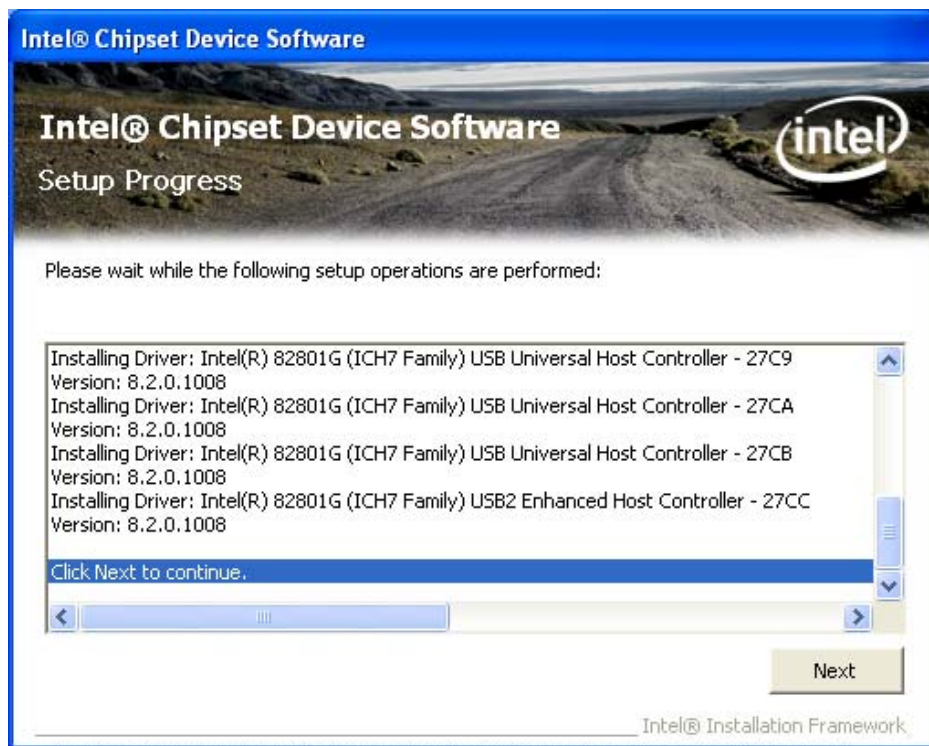 Intel® Chipset Device Software
Intel® Chipset Device Software
intel
Setup Progress
Please wait while the following setup operations are performed:
Installing Driver: Intel(R) 82801G (ICH7 Family) USB Universal Host Controller - 27C9
Version: 8.2.0.1008
Installing Driver: Intel(R) 82801G (ICH7 Family) USB Universal Host Controller - 27CA
Version: 8.2.0.1008
Installing Driver: Intel(R) 82801G (ICH7 Family) USB Universal Host Controller - 27CB
Version: 8.2.0.1008
Installing Driver: Intel(R) 82801G (ICH7 Family) USB2 Enhanced Host Controller - 27CC
Version: 8.2.0.1008
Click Next to continue.
Next
Intel® Installation Framework